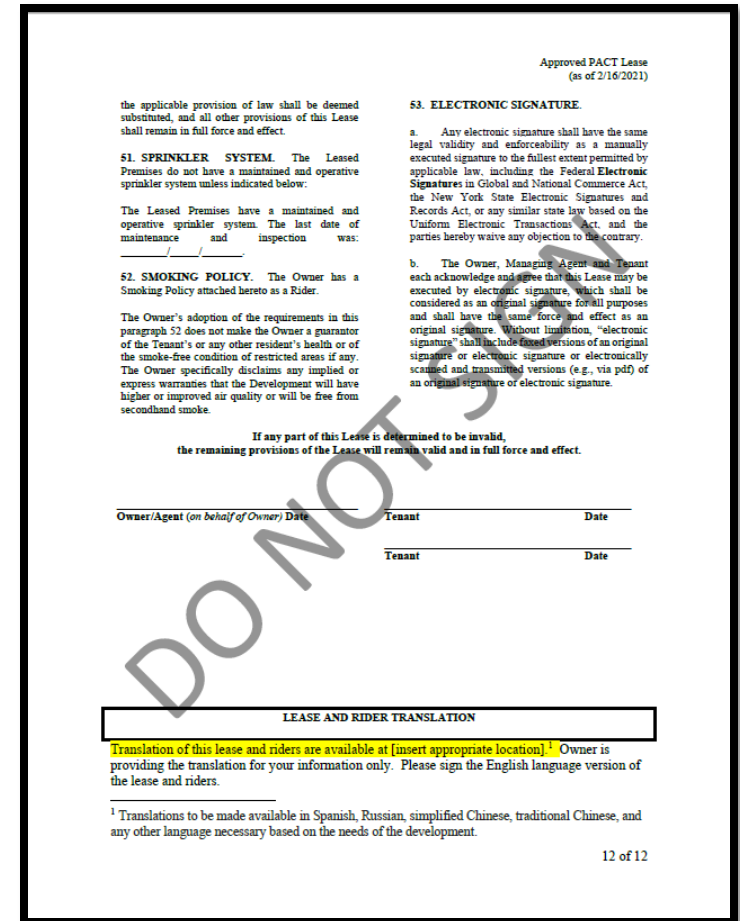 Approved PACT Lease
(as of 2/16/2021)
the applicable provision of law shall be deemed
substituted, and all other provisions of this Lease
shall remain in full force and effect.
51. SPRINKLER SYSTEM. The Leased
Premises do not have a maintained and operative
sprinkler system unless indicated below:
The Leased Premises have a maintained and
operative sprinkler system. The last date of
maintenance and inspection was:
______/____/______.
52. SMOKING POLICY. The Owner has a
Smoking Policy attached hereto as a Rider.
The Owner's adoption of the requirements in this
paragraph 52 does not make the Owner a guarantor
of the Tenant's or any other resident's health or of
the smoke-free condition of restricted areas if any.
The Owner specifically disclaims any implied or
express warranties that the Development will have
higher or improved air quality or will be free from
secondhand smoke.
53. ELECTRONIC SIGNATURE.
a. Any electronic signature shall have the same
legal validity and enforceability as a manually
executed signature to the fullest extent permitted by
applicable law, including the Federal Electronic
Signatures in Global and National Commerce Act,
the New York State Electronic Signatures and
Records Act, or any similar state law based on the
Uniform Electronic Transactions Act, and the
parties hereby waive any objection to the contrary.
b. The Owner, Managing Agent and Tenant
each acknowledge and agree that this Lease may be
executed by electronic signature, which shall be
considered as an original signature for all purposes
and shall have the same force and effect as an
original signature. Without limitation, "electronic
signature" shall include faxed versions of an original
signature or electronic signature or electronically
scanned and transmitted versions (e.g., via pdf) of
an original signature or electronic signature.
If any part of this Lease is determined to be invalid,
the remaining provisions of the Lease will remain valid and in full force and effect.
Owner/Agent (on behalf of Owner) Date
Tenant Date
Tenant Date
DO NOT SIGN
LEASE AND RIDER TRANSLATION
Translation of this lease and riders are available at [insert appropriate location].1 Owner is
providing the translation for your information only. Please sign the English language version of
the lease and riders.
1 Translations to be made available in Spanish, Russian, simplified Chinese, traditional Chinese, and
any other language necessary based on the needs of the development.
12 of 12